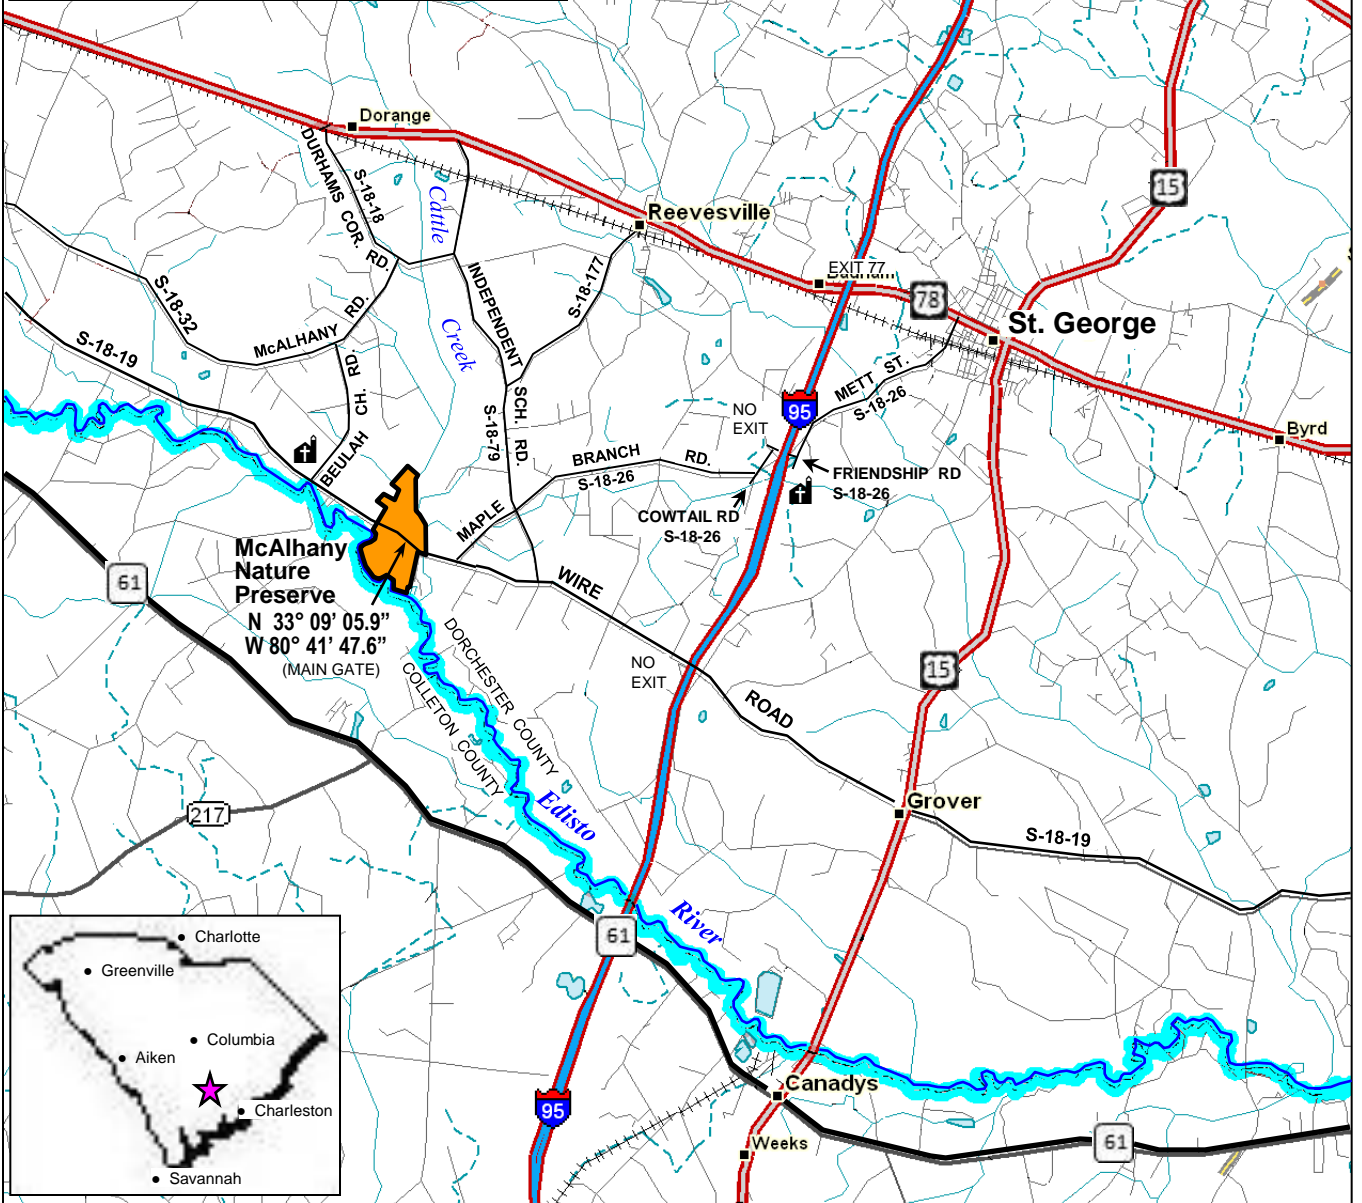 Dorange
DURHAMS COR. RD.
S-18-18
Cattle
Creek
15
Reevesville
S-18-177
EXIT 77
78
St. George
S-18-32
McALHANY RD.
INDEPENDENT
SCH. RD.
S-18-79
S-18-19
BEULAH CH. RD.
METT ST.
S-18-26
95
NO
EXIT
Byrd
BRANCH RD.
S-18-26
MAPLE
FRIENDSHIP RD
S-18-26
COWTAIL RD
S-18-26
McAlhany
Nature
Preserve
N 33° 09’ 05.9”
W 80° 41’ 47.6”
(MAIN GATE)
61
WIRE
ROAD
NO
EXIT
15
DORCHESTER COUNTY
COLLETON COUNTY
Edisto
River
217
Grover
S-18-19
61
Charlotte
Greenville
Columbia
Aiken
Charleston
Savannah
95
Canadys
Weeks
61